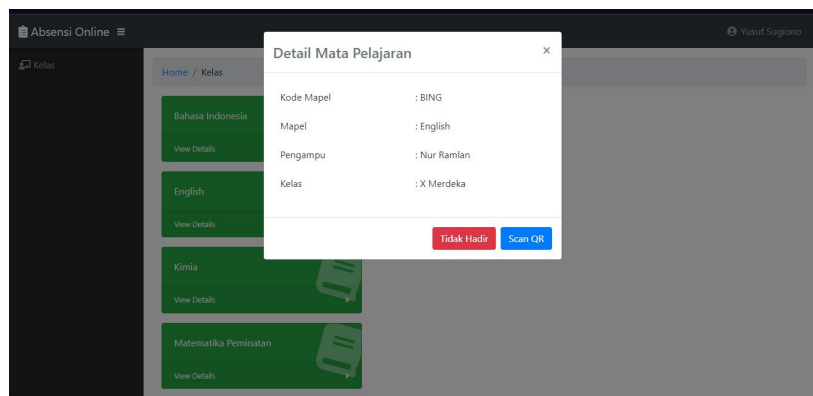 Absensi Online
Yusuf Sugiono
Kelas
Home / Kelas
Bahasa Indonesia
View Details
English
View Details
Kimia
View Details
Matematika Peminatan
View Details
Detail Mata Pelajaran ×
Kode Mapel : BING
Mapel : English
Pengampu : Nur Ramlan
Kelas : X Merdeka
Tidak Hadir Scan QR